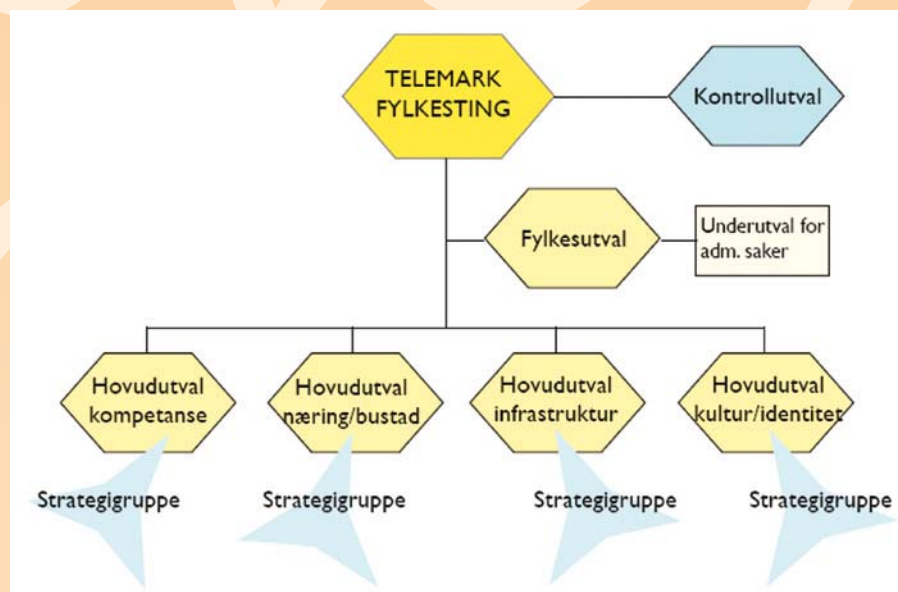 TELEMARK
FYLKESTING
Kontrollutval
Fylkesutval
Underutval for
adm. saker
Hovudutval
kompetanse
Hovudutval
næring/bustad
Hovudutval
infrastruktur
Hovudutval
kultur/identitet
Strategigruppe
Strategigruppe
Strategigruppe
Strategigruppe